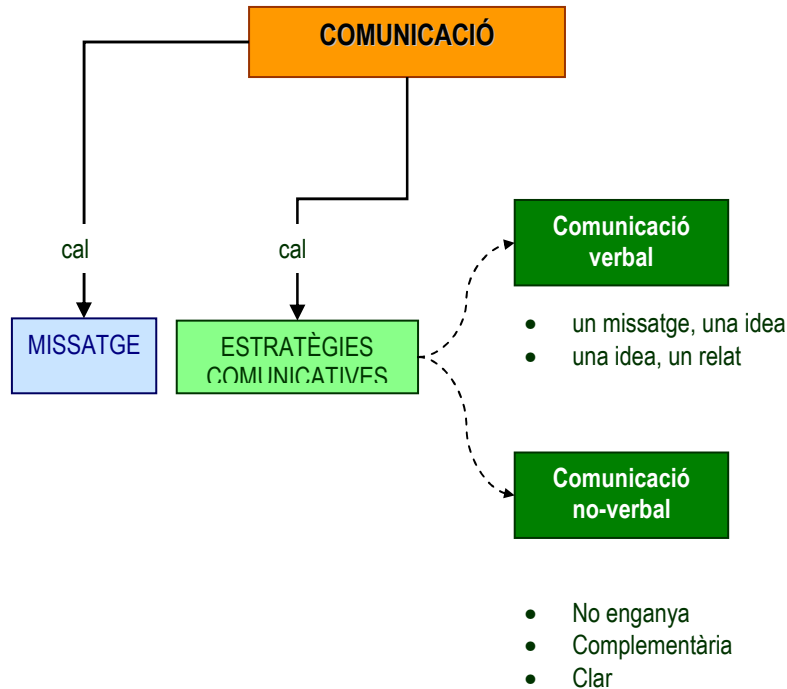 COMUNICACIÓ
cal
cal
MISSATGE
ESTRATÈGIES
COMUNICATIVES
Comunicació
verbal
• un missatge, una idea
• una idea, un relat
Comunicació
no-verbal
• No enganya
• Complementària
• Clar